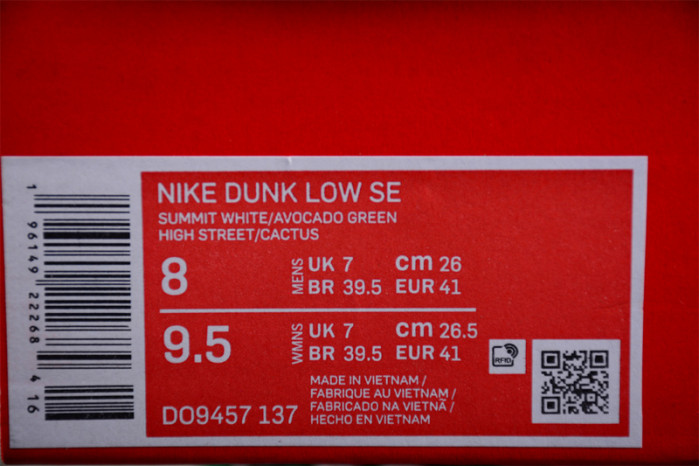 NIKE DUNK LOW SE
SUMMIT WHITE/AVOCADO GREEN
HIGH STREET/CACTUS
8 MENS UK 7 cm 26
BR 39.5 EUR 41
9.5 WMNS UK 7 cm 26.5
BR 39.5 EUR 41
MADE IN VIETNAM /
FABRIQUE AU VIETNAM /
FABRICADO NA VIETNÃ /
HECHO EN VIETNAM
DO9457 137
RFID
1 96149 22268 4 16